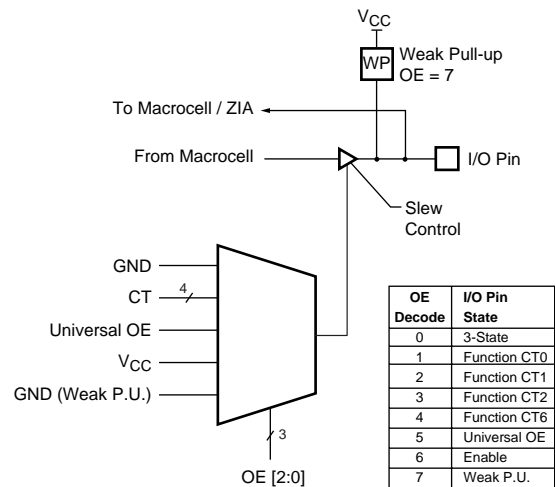 VCC
WP
Weak Pull-up
OE = 7
To Macrocell / ZIA
From Macrocell
I/O Pin
Slew
Control
GND
4
CT
Universal OE
VCC
GND (Weak P.U.)
3
OE [2:0]
OE Decode I/O Pin State
0 3-State
1 Function CT0
2 Function CT1
3 Function CT2
4 Function CT6
5 Universal OE
6 Enable
7 Weak P.U.